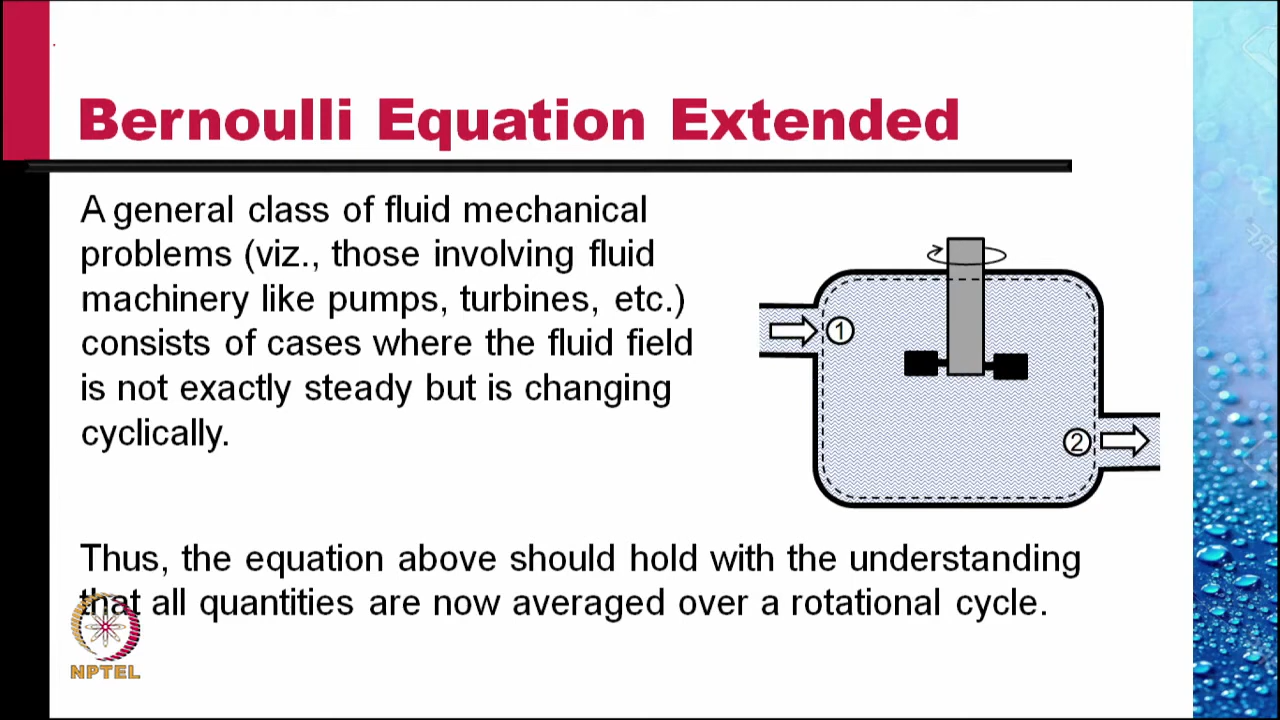 Bernoulli Equation Extended
A general class of fluid mechanical
problems (viz., those involving fluid
machinery like pumps, turbines, etc.)
consists of cases where the fluid field
is not exactly steady but is changing
cyclically.
1
2
Thus, the equation above should hold with the understanding
that all quantities are now averaged over a rotational cycle.
NPTEL